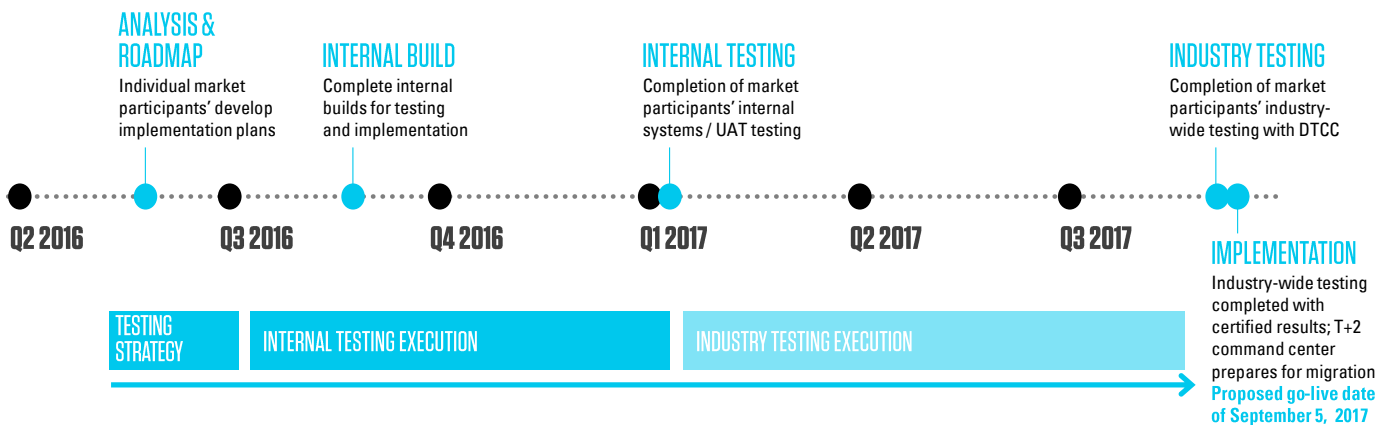 ANALYSIS &
ROADMAP
Individual market
participants' develop
implementation plans
INTERNAL BUILD
Complete internal
builds for testing
and implementation
INTERNAL TESTING
Completion of market
participants' internal
systems / UAT testing
INDUSTRY TESTING
Completion of market
participants' industry-
wide testing with DTCC
Q2 2016
Q3 2016
Q4 2016
Q1 2017
Q2 2017
Q3 2017
IMPLEMENTATION
Industry-wide testing
completed with
certified results; T+2
command center
prepares for migration
Proposed go-live date
of September 5, 2017
TESTING
STRATEGY
INTERNAL TESTING EXECUTION
INDUSTRY TESTING EXECUTION